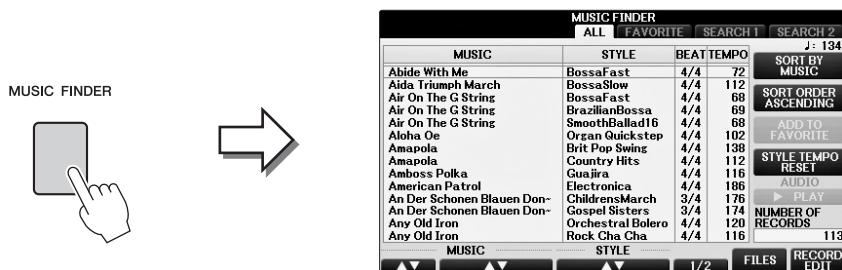 MUSIC FINDER
MUSIC FINDER
ALL FAVORITE SEARCH 1 SEARCH 2
♩: 134
MUSIC STYLE BEAT TEMPO
SORT BY MUSIC
Abide With Me BossaFast 4/4 72
Aida Triumph March BossaSlow 4/4 112
Air On The G String BossaFast 4/4 68
Air On The G String BrazilianBossa 4/4 69
Air On The G String SmoothBallad16 4/4 68
Aloha Oe Organ Quickstep 4/4 102
Amapola Brit Pop Swing 4/4 138
Amapola Country Hits 4/4 112
Amboss Polka Guajira 4/4 116
American Patrol Electronica 4/4 186
An Der Schonen Blauen Don~ ChildrensMarch 3/4 176
An Der Schonen Blauen Don~ Gospel Sisters 3/4 174
Any Old Iron Orchestral Bolero 4/4 120
Any Old Iron Rock Cha Cha 4/4 116
SORT ORDER ASCENDING
ADD TO FAVORITE
STYLE TEMPO RESET
AUDIO
▶ PLAY
NUMBER OF RECORDS
113
MUSIC STYLE
▲▼ ▲▼ ▲▼ 1/2 FILES RECORD EDIT